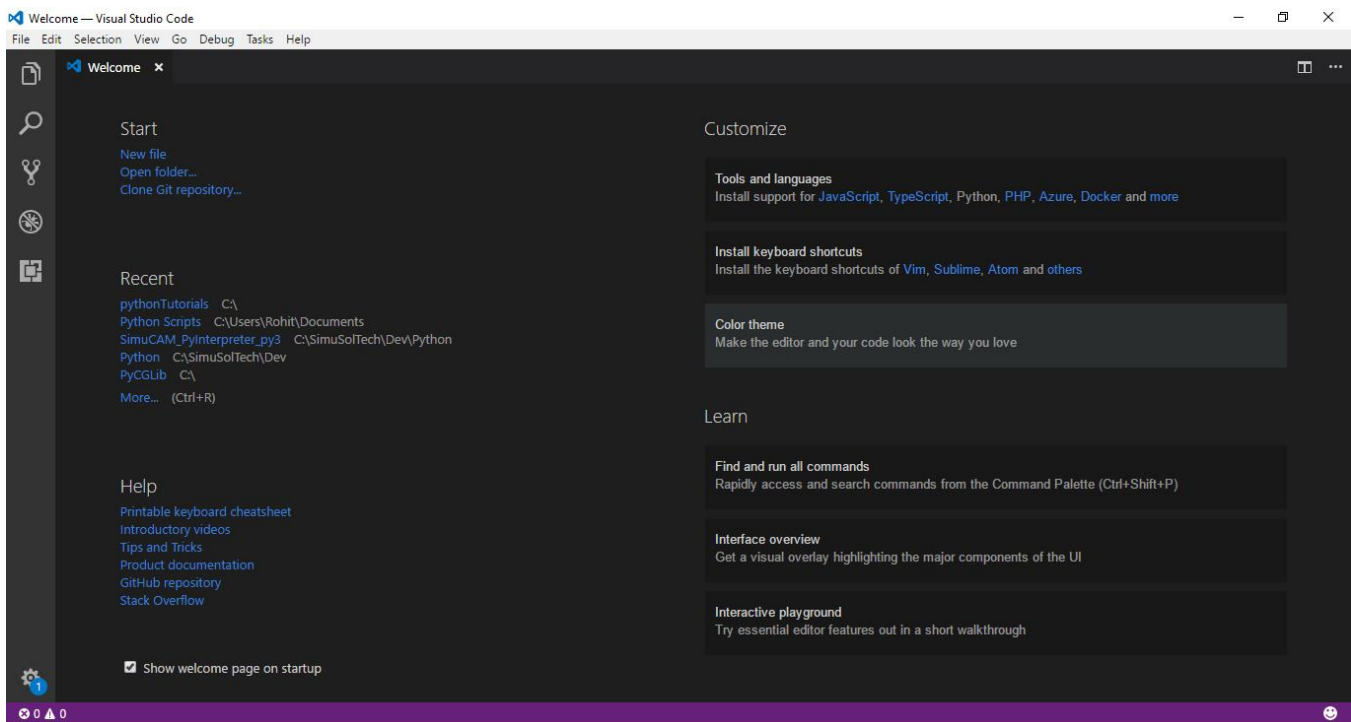 Welcome — Visual Studio Code
File Edit Selection View Go Debug Tasks Help
Welcome
Start
New file
Open folder...
Clone Git repository...
Recent
pythonTutorials C:\
Python Scripts C:\Users\Rohit\Documents
SimuCAM_PyInterpreter_py3 C:\SimuSolTech\Dev\Python
Python C:\SimuSolTech\Dev
PyCGLib C:\
More... (Ctrl+R)
Help
Printable keyboard cheatsheet
Introductory videos
Tips and Tricks
Product documentation
GitHub repository
Stack Overflow
Show welcome page on startup
Customize
Tools and languages
Install support for JavaScript, TypeScript, Python, PHP, Azure, Docker and more
Install keyboard shortcuts
Install the keyboard shortcuts of Vim, Sublime, Atom and others
Color theme
Make the editor and your code look the way you love
Learn
Find and run all commands
Rapidly access and search commands from the Command Palette (Ctrl+Shift+P)
Interface overview
Get a visual overlay highlighting the major components of the UI
Interactive playground
Try essential editor features out in a short walkthrough
1
0 0